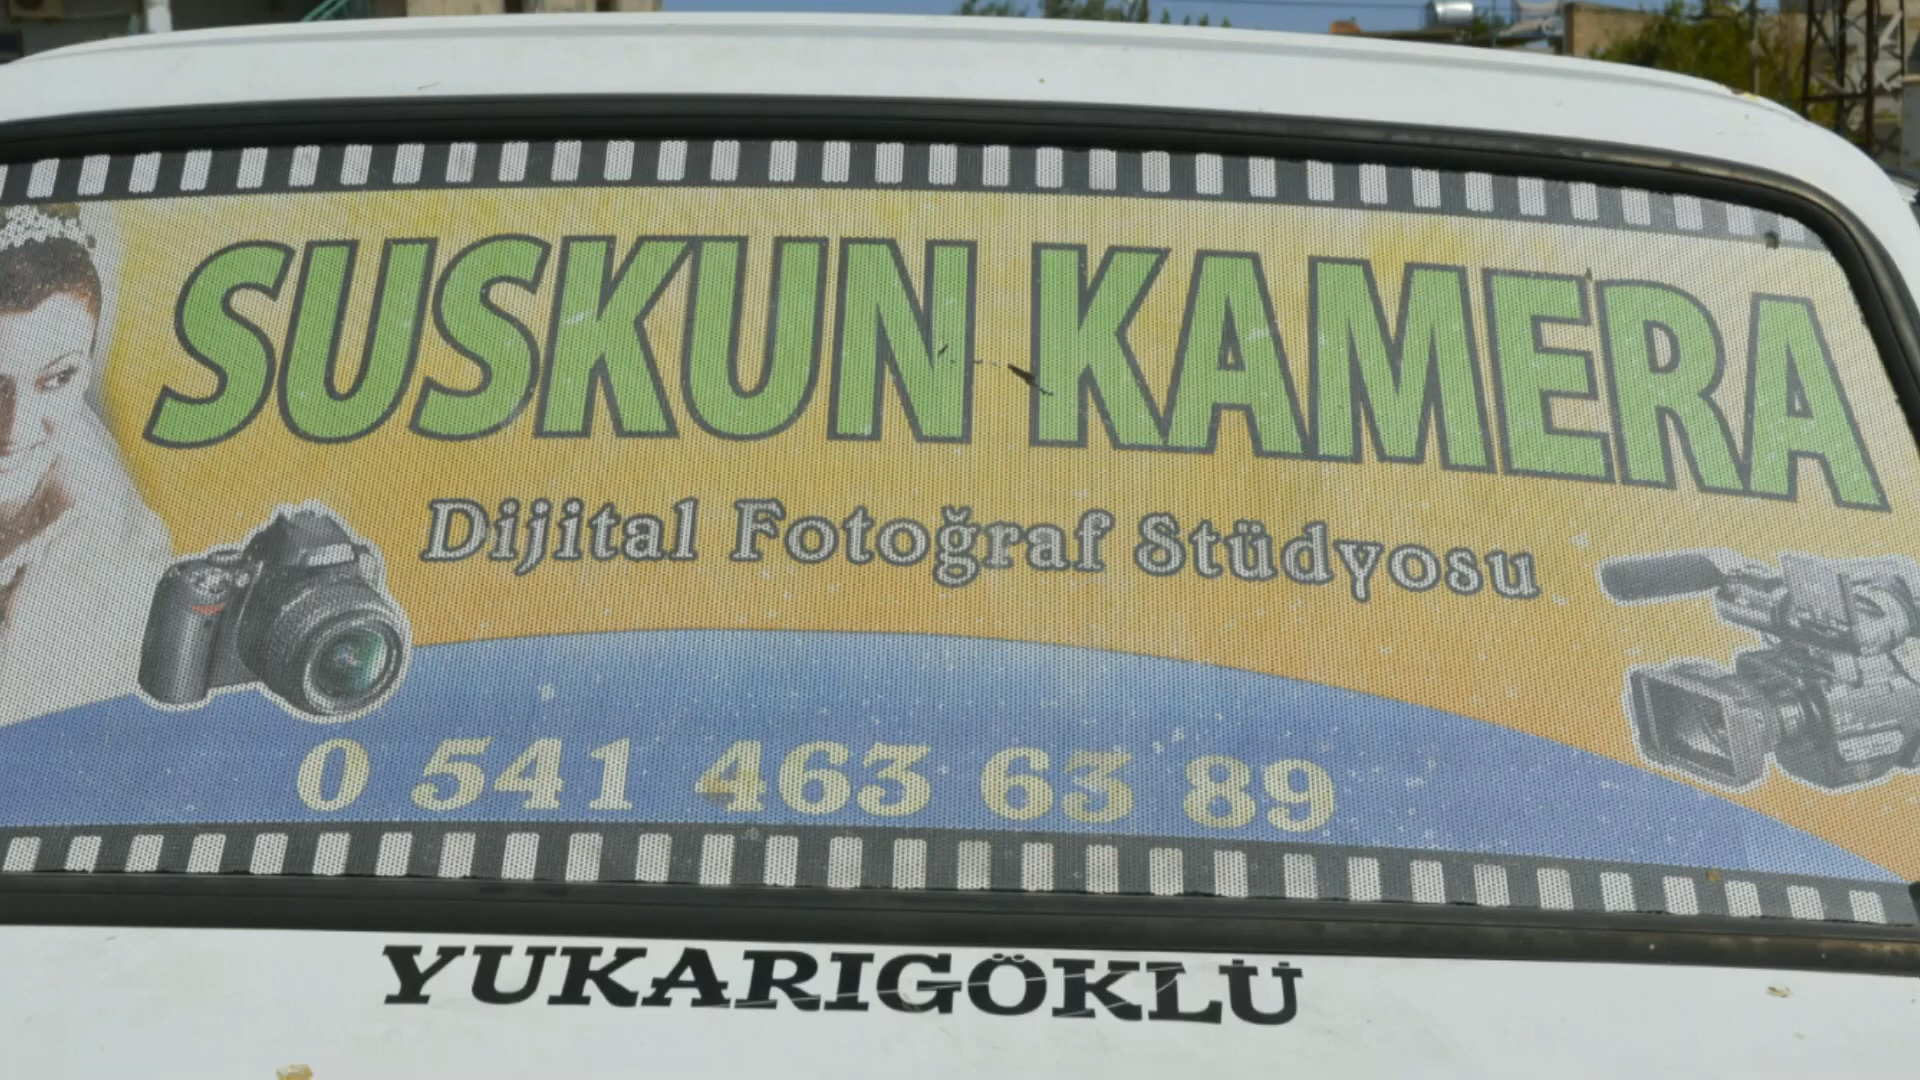 SUSKUN KAMERA
Dijital Fotoğraf Stüdyosu
0 541 463 63 89
YUKARIGÖKLÜ